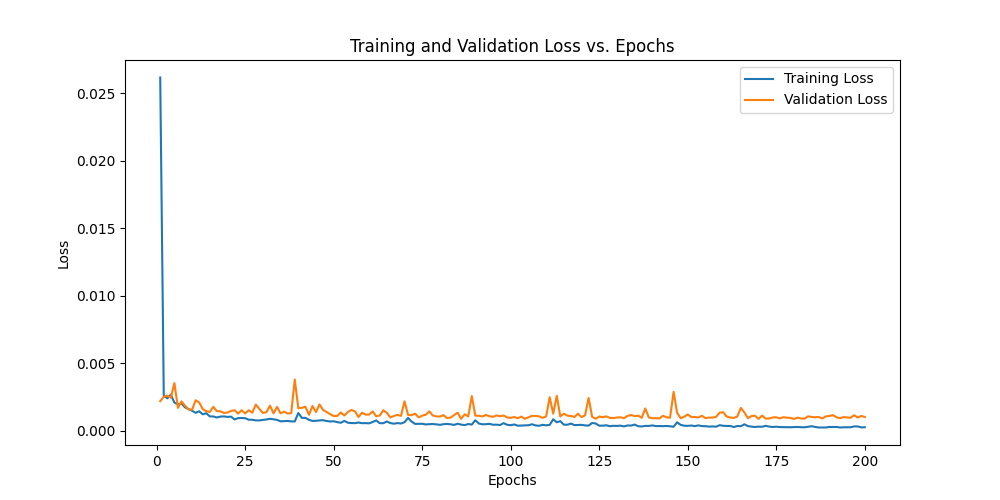 Training and Validation Loss vs. Epochs
Training Loss
Validation Loss
0.025
0.020
0.015
0.010
0.005
0.000
Loss
0 25 50 75 100 125 150 175 200
Epochs